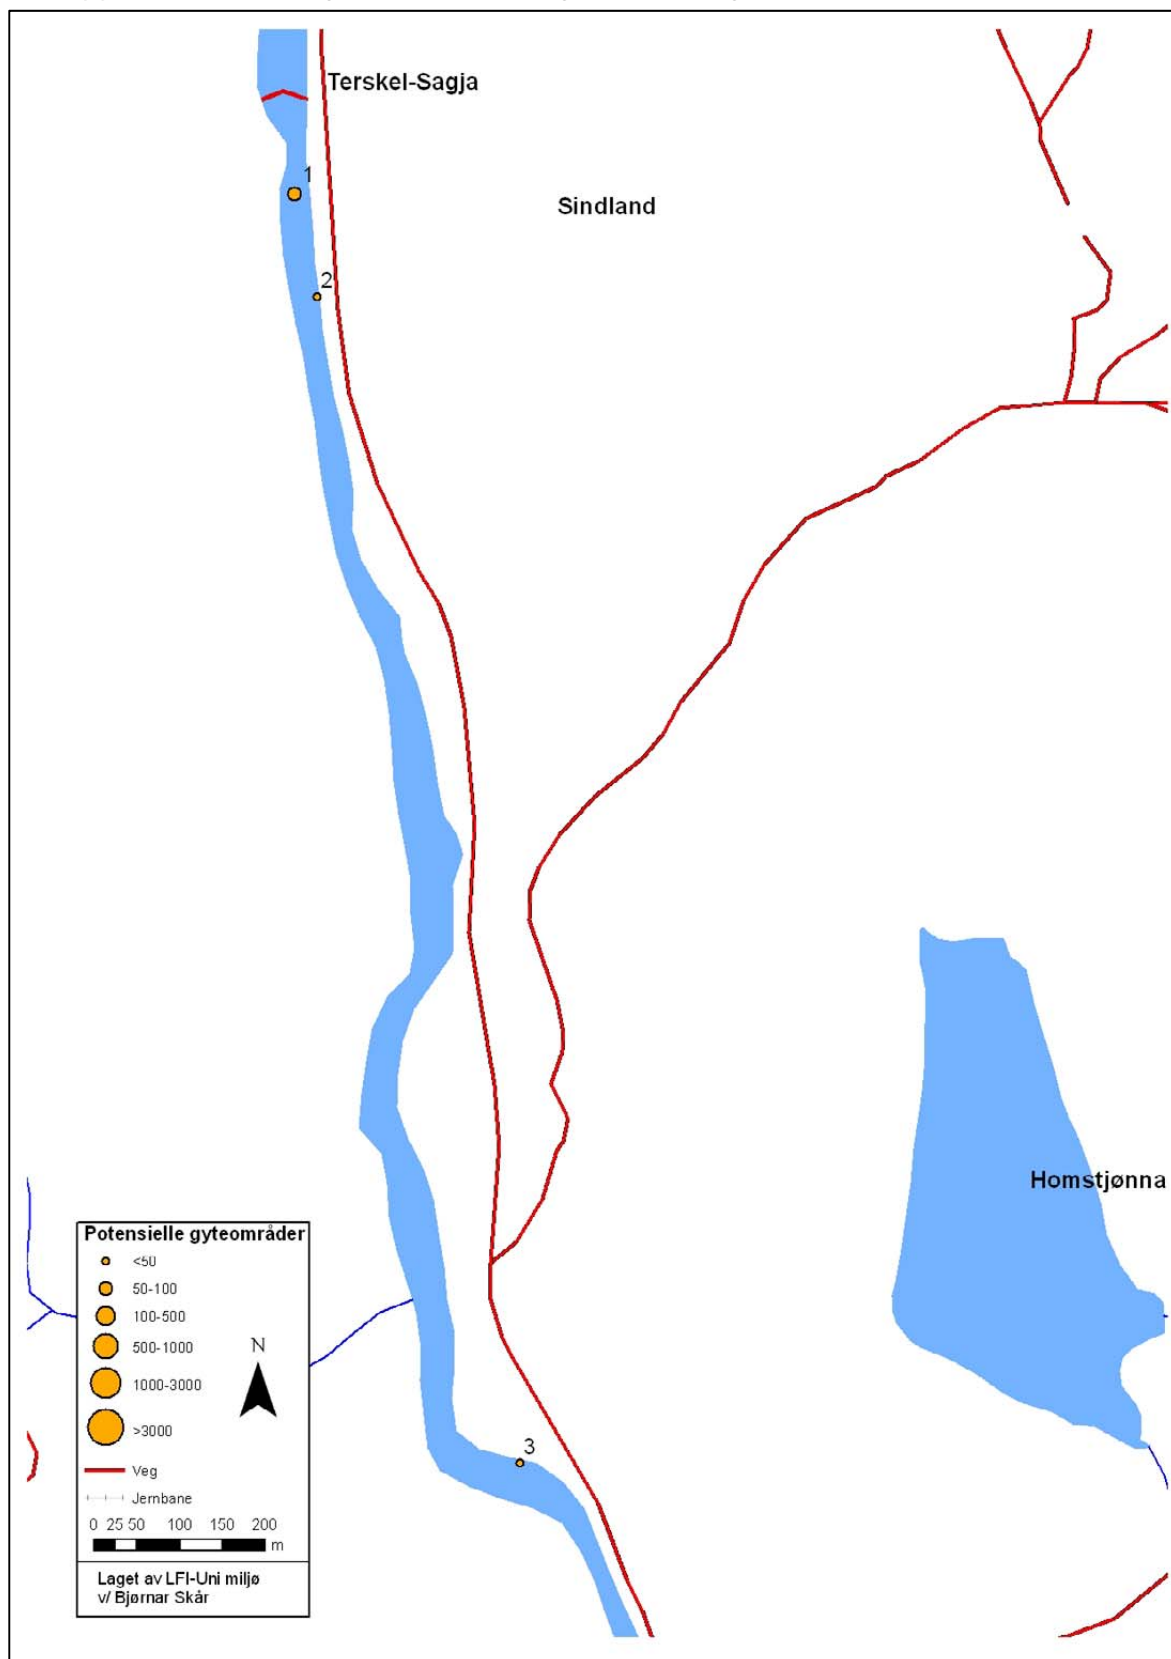 Terskel-Sagja
1
Sindland
2
Homstjønna
Potensielle gyteområder
<50
50-100
100-500
500-1000
1000-3000
>3000
N
Veg
Jernbane
0 25 50 100 150 200
m
Laget av LFI-Uni miljø
v/ Bjørnar Skår
3